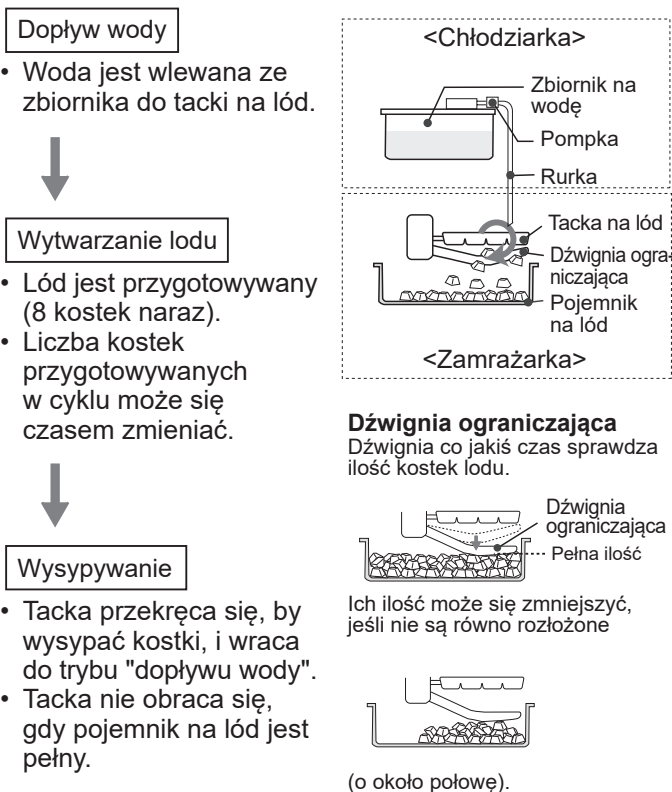 Dopływ wody
• Woda jest wlewana ze
zbiornika do tacki na lód.
Wytwarzanie lodu
• Lód jest przygotowywany
(8 kostek naraz).
• Liczba kostek
przygotowywanych
w cyklu może się
czasem zmieniać.
Wysypywanie
• Tacka przekręca się, by
wysypać kostki, i wraca
do trybu "dopływu wody".
• Tacka nie obraca się,
gdy pojemnik na lód jest
pełny.
<Chłodziarka>
Zbiornik na
wodę
Pompka
Rurka
Tacka na lód
Dźwignia ogra-
niczająca
Pojemnik
na lód
<Zamrażarka>
Dźwignia ograniczająca
Dźwignia co jakiś czas sprawdza
ilość kostek lodu.
Dźwignia
ograniczająca
Pełna ilość
Ich ilość może się zmniejszyć,
jeśli nie są równo rozłożone
(o około połowę).